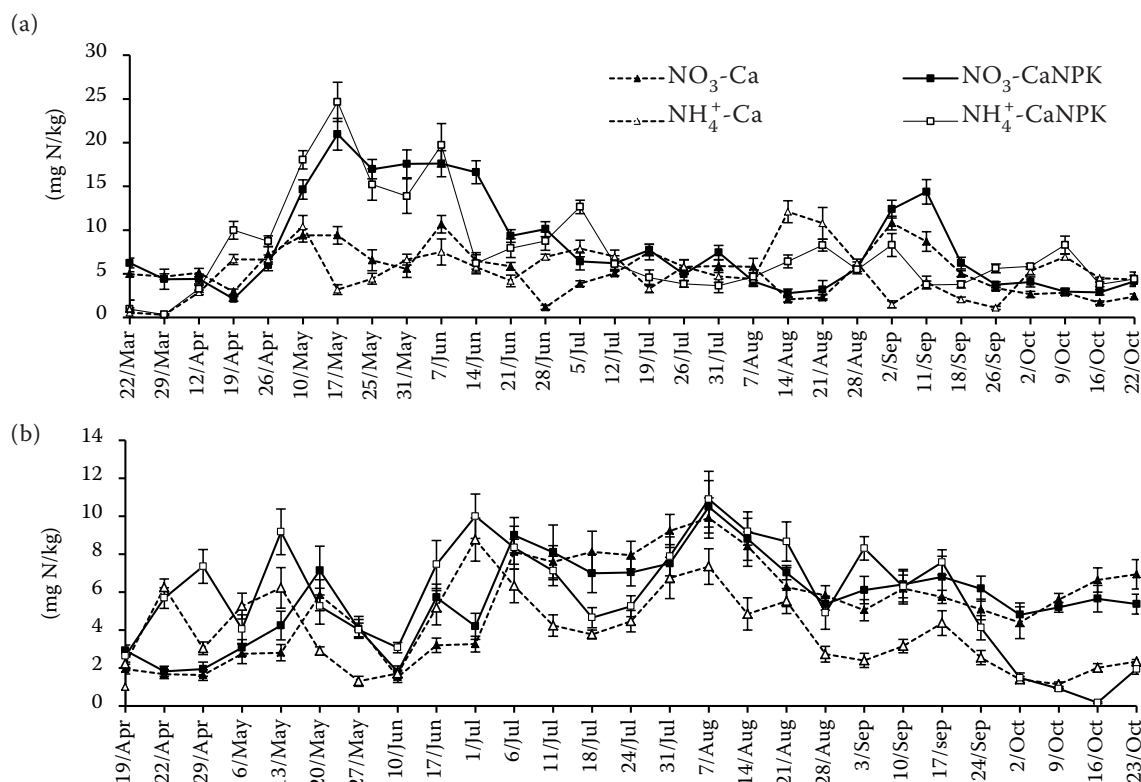 (a)
30
25
20
15
10
5
0
(mg N/kg)
NO3-Ca
NO3-CaNPK
NH4+-Ca
NH4+-CaNPK
22/Mar
29/Mar
12/Apr
19/Apr
26/Apr
10/May
17/May
25/May
31/May
7/Jun
14/Jun
21/Jun
28/Jun
5/Jul
12/Jul
19/Jul
26/Jul
31/Jul
7/Aug
14/Aug
21/Aug
28/Aug
2/Sep
11/Sep
18/Sep
26/Sep
2/Oct
9/Oct
16/Oct
22/Oct
(b)
14
12
10
8
6
4
2
0
(mg N/kg)
19/Apr
22/Apr
29/Apr
6/May
13/May
20/May
27/May
10/Jun
17/Jun
1/Jul
6/Jul
11/Jul
18/Jul
24/Jul
31/Jul
7/Aug
14/Aug
21/Aug
28/Aug
3/Sep
10/Sep
17/sep
24/Sep
2/Oct
9/Oct
16/Oct
23/Oct